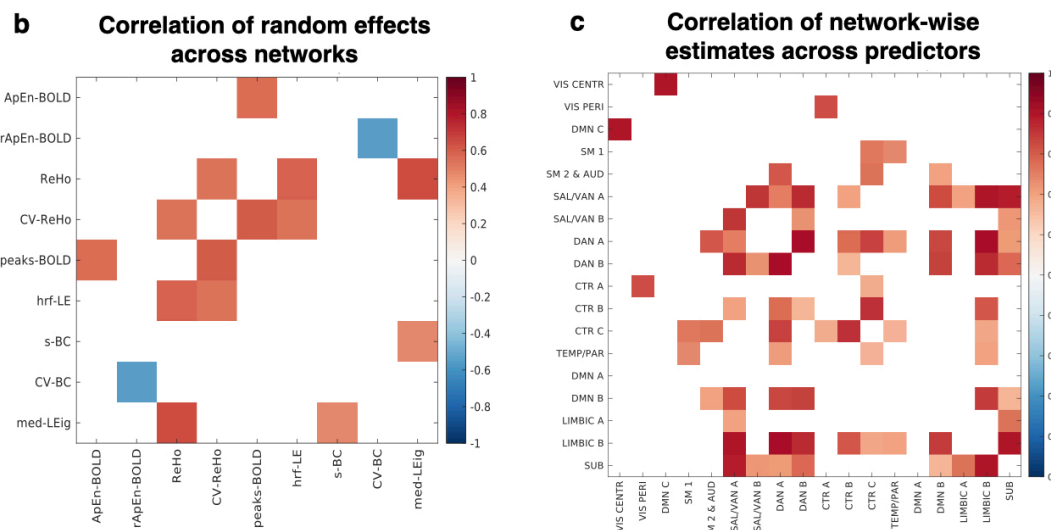 b
Correlation of random effects
across networks
ApEn-BOLD
rApEn-BOLD
ReHo
CV-ReHo
peaks-BOLD
hrf-LE
s-BC
CV-BC
med-LEig
1
0.8
0.6
0.4
0.2
0
-0.2
-0.4
-0.6
-0.8
-1
ApEn-BOLD
rApEn-BOLD
ReHo
CV-ReHo
peaks-BOLD
hrf-LE
s-BC
CV-BC
med-LEig
c
Correlation of network-wise
estimates across predictors
VIS CENTR
VIS PERI
DMN C
SM 1
SM 2 & AUD
SAL/VAN A
SAL/VAN B
DAN A
DAN B
CTR A
CTR B
CTR C
TEMP/PAR
DMN A
DMN B
LIMBIC A
LIMBIC B
SUB
VIS CENTR
VIS PERI
DMN C
SM 1
M 2 & AUD
SAL/VAN A
SAL/VAN B
DAN A
DAN B
CTR A
CTR B
CTR C
TEMP/PAR
DMN A
DMN B
LIMBIC A
LIMBIC B
SUB